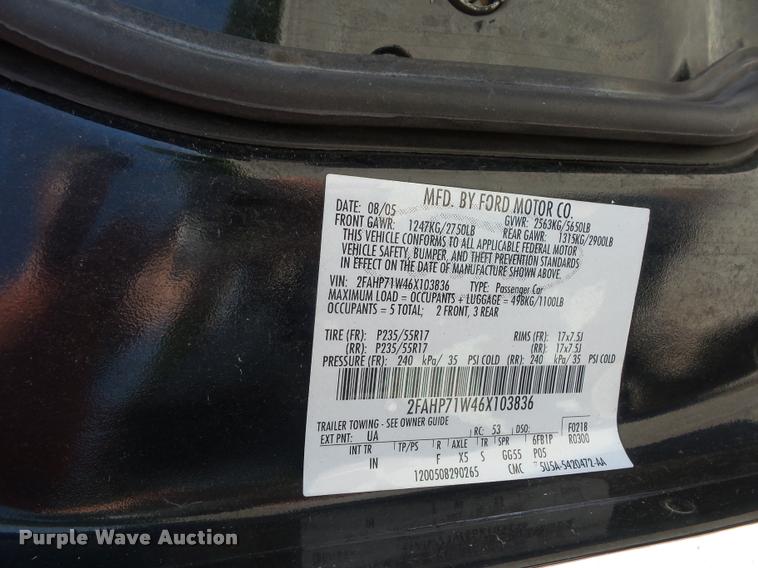 MFD. BY FORD MOTOR CO.
DATE: 08/05 GVWR: 2563KG/5650LB
FRONT GAWR: 1247KG/2750LB REAR GAWR: 1315KG/2900LB
THIS VEHICLE CONFORMS TO ALL APPLICABLE FEDERAL MOTOR
VEHICLE SAFETY, BUMPER, AND THEFT PREVENTION STANDARDS
IN EFFECT ON THE DATE OF MANUFACTURE SHOWN ABOVE.
VIN: 2FAHP71W46X103836 TYPE: Passenger Car
MAXIMUM LOAD = OCCUPANTS + LUGGAGE = 498KG/1100LB
OCCUPANTS = 5 TOTAL; 2 FRONT, 3 REAR
TIRE (FR): P235/55R17 RIMS (FR): 17x7.5J
(RR): P235/55R17 (RR): 17x7.5J
PRESSURE (FR): 240 kPa/ 35 PSI COLD (RR): 240 kPa/35 PSI COLD
2FAHP71W46X103836
TRAILER TOWING - SEE OWNER GUIDE F0218
EXT PNT: UA RC: 53 DSO: R0300
INT TR TP/PS R AXLE TR SPR 6FB1P
IN F X5 S GG55 P05
1200508290265 CMC 5U5A-5420472-AA
Purple Wave Auction®